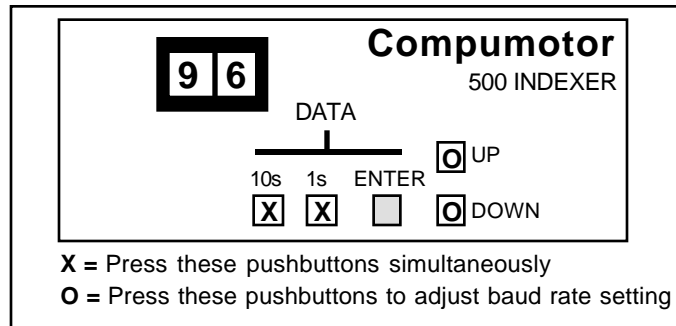 Compumotor
9 6
500 INDEXER
DATA
O UP
10s 1s ENTER
X X O DOWN
X = Press these pushbuttons simultaneously
O = Press these pushbuttons to adjust baud rate setting